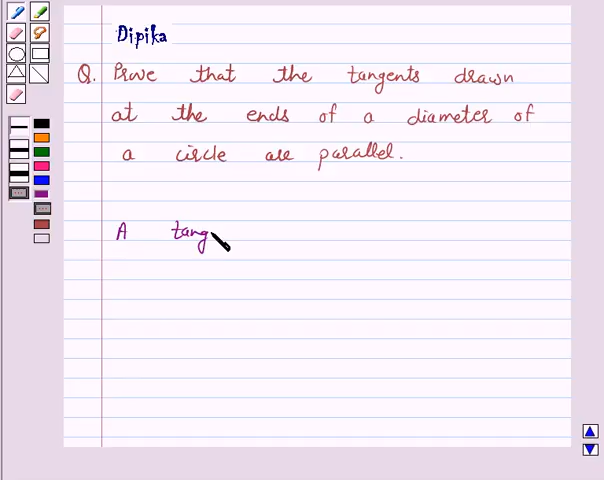 Dipika
Q. Prove that the tangents drawn
at the ends of a diameter of
a circle are parallel.
A tang